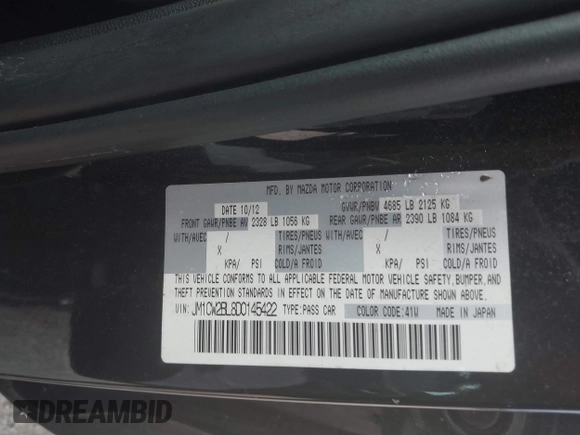 MFD. BY MAZDA MOTOR CORPORATION
DATE 10/12 GVWR/PNBV 4685 LB 2125 KG
FRONT GAWR/PNBE AV 2328 LB 1056 KG REAR GAWR/PNBE AR 2390 LB 1084 KG
WITH/AVEC / TIRES/PNEUS WITH/AVEC / TIRES/PNEUS
X RIMS/JANTES X RIMS/JANTES
KPA/ PSI COLD/A FROID KPA/ PSI COLD/A FROID
THIS VEHICLE CONFORMS TO ALL APPLICABLE FEDERAL MOTOR VEHICLE SAFETY, BUMPER, AND
THEFT PREVENTION STANDARDS IN EFFECT ON THE DATE OF MANUFACTURE SHOWN ABOVE.
VIN: JM1CW2BL8D0145422 TYPE:PASS CAR COLOR CODE:41W MADE IN JAPAN
DREAMBID